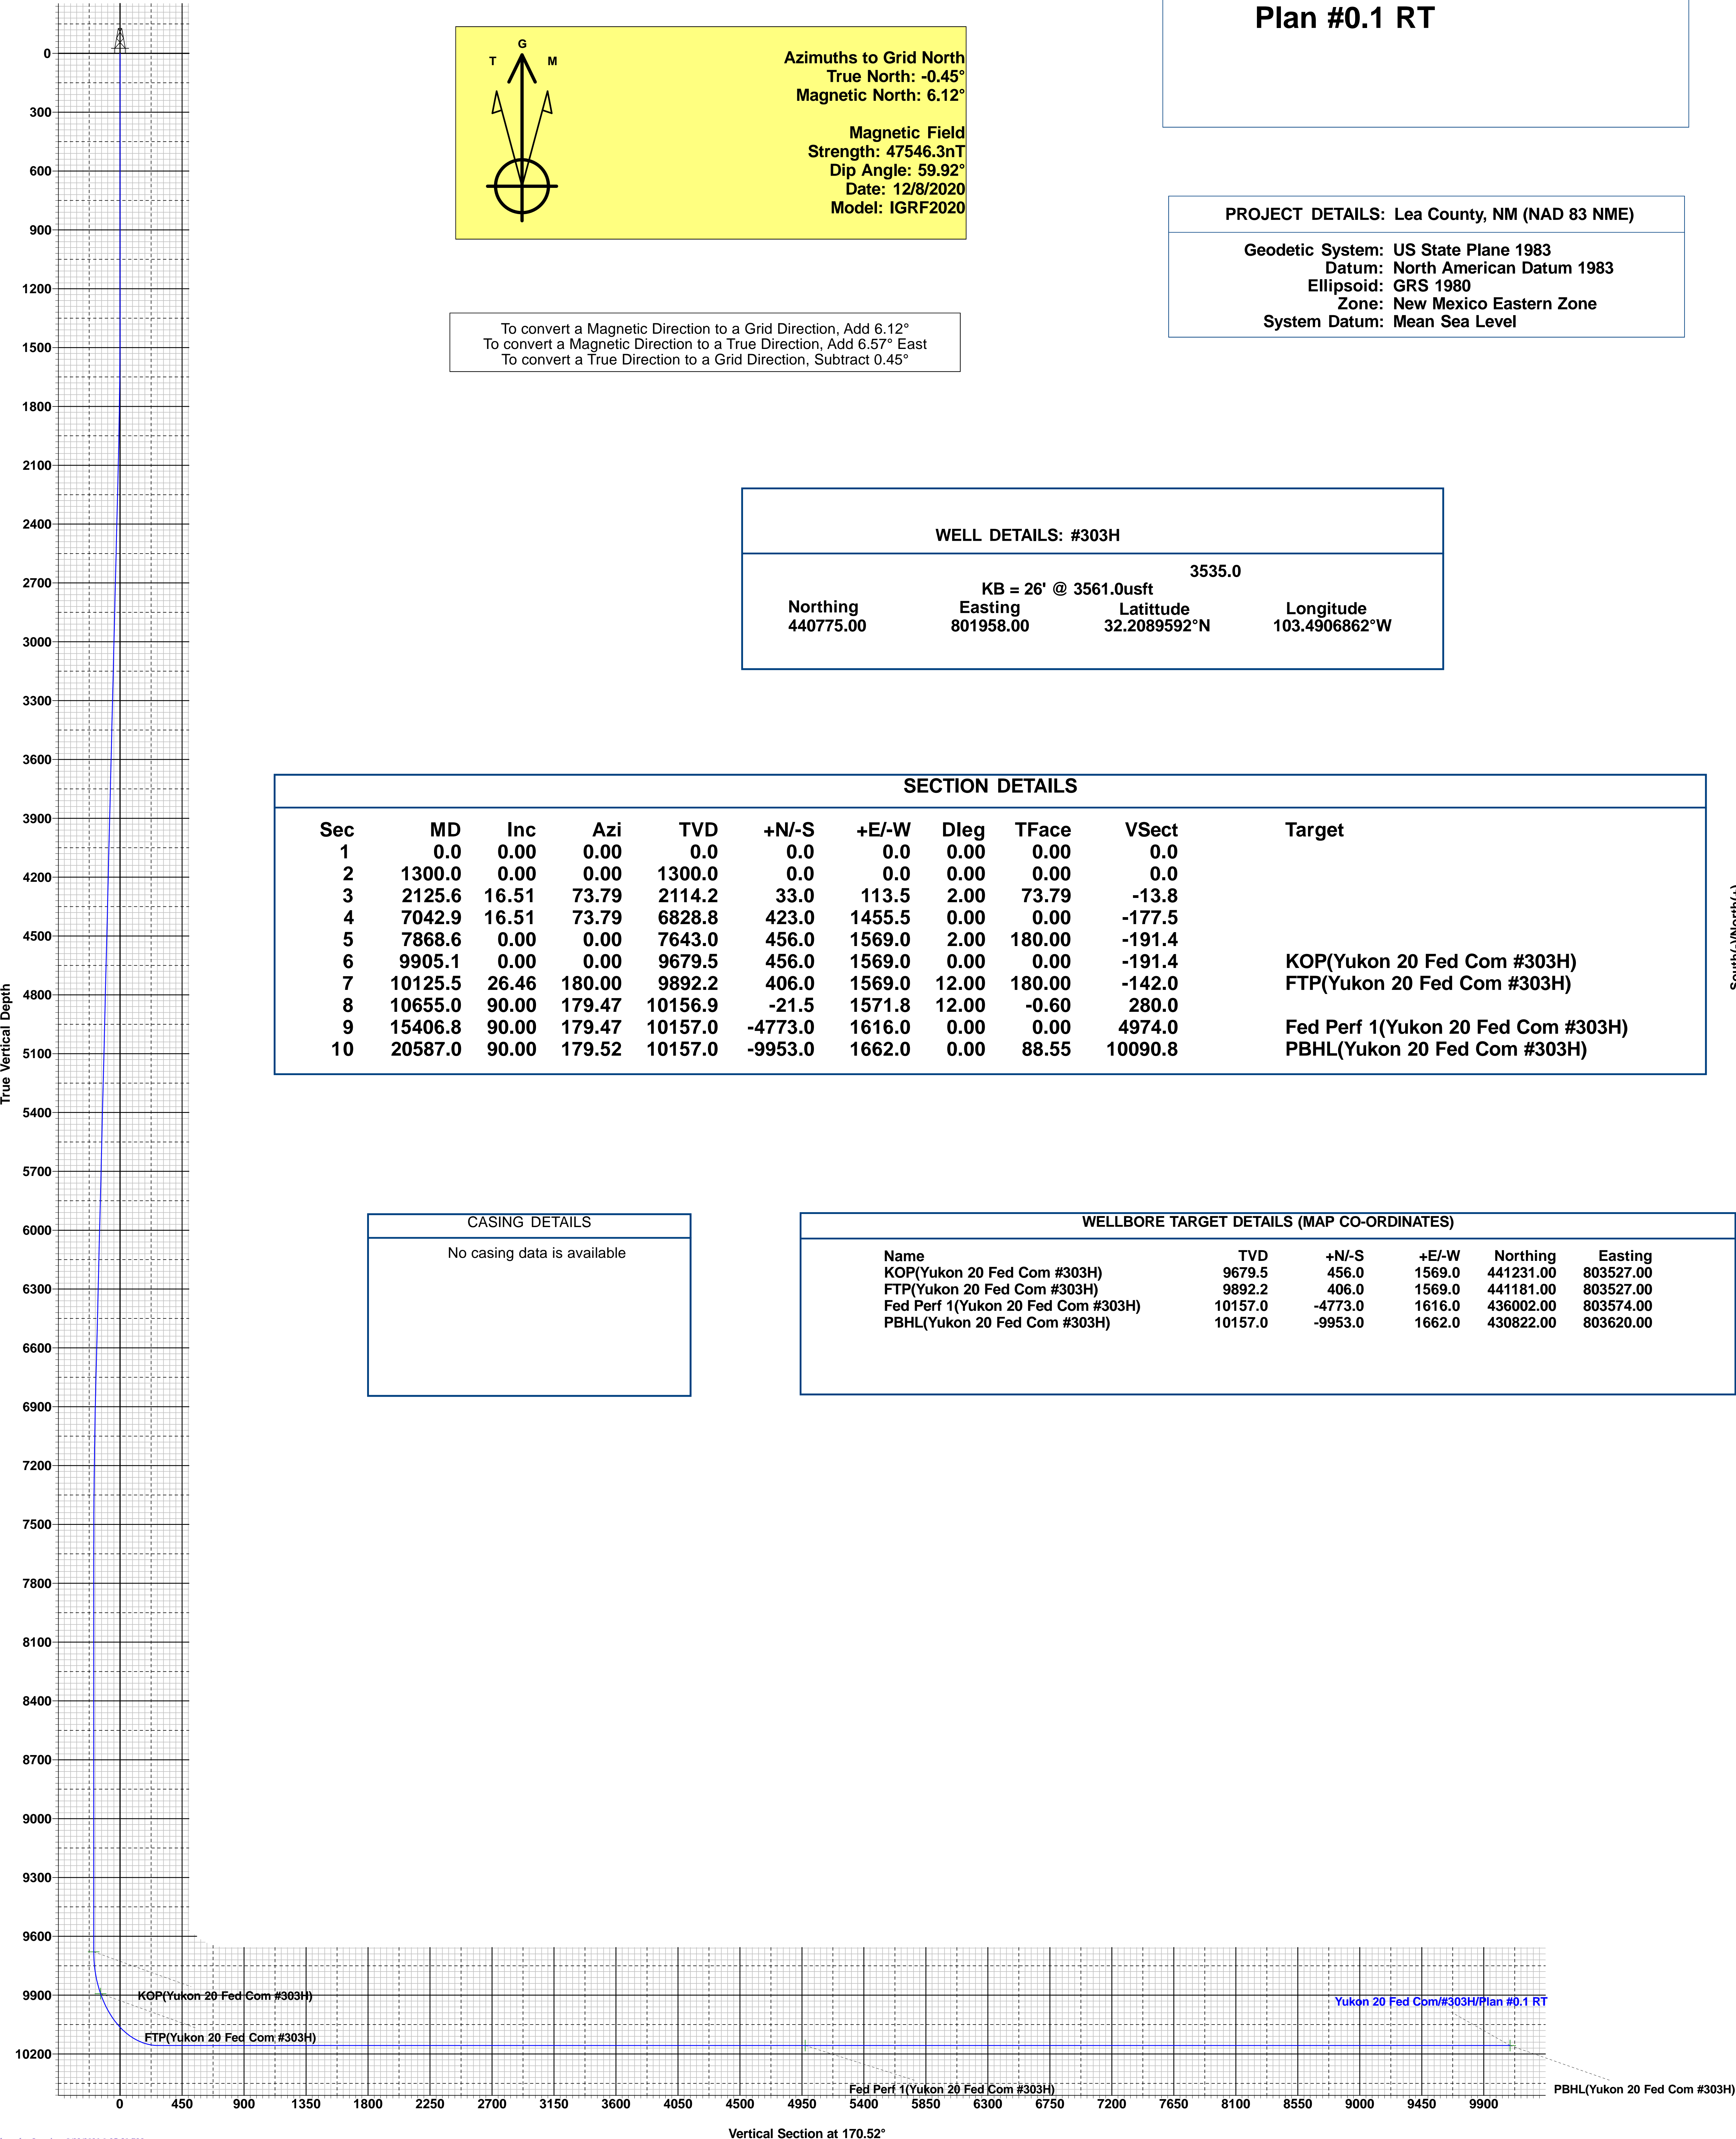 Plan #0.1 RT
G
T M
Azimuths to Grid North
True North: -0.45°
Magnetic North: 6.12°
Magnetic Field
Strength: 47546.3nT
Dip Angle: 59.92°
Date: 12/8/2020
Model: IGRF2020
PROJECT DETAILS: Lea County, NM (NAD 83 NME)
Geodetic System: US State Plane 1983
Datum: North American Datum 1983
Ellipsoid: GRS 1980
Zone: New Mexico Eastern Zone
System Datum: Mean Sea Level
To convert a Magnetic Direction to a Grid Direction, Add 6.12°
To convert a Magnetic Direction to a True Direction, Add 6.57° East
To convert a True Direction to a Grid Direction, Subtract 0.45°
WELL DETAILS: #303H
3535.0
KB = 26' @ 3561.0usft
Northing Easting Latittude Longitude
440775.00 801958.00 32.2089592°N 103.4906862°W
SECTION DETAILS
Sec MD Inc Azi TVD +N/-S +E/-W Dleg TFace VSect Target
1 0.0 0.00 0.00 0.0 0.0 0.0 0.00 0.00 0.0
2 1300.0 0.00 0.00 1300.0 0.0 0.0 0.00 0.00 0.0
3 2125.6 16.51 73.79 2114.2 33.0 113.5 2.00 73.79 -13.8
4 7042.9 16.51 73.79 6828.8 423.0 1455.5 0.00 0.00 -177.5
5 7868.6 0.00 0.00 7643.0 456.0 1569.0 2.00 180.00 -191.4
6 9905.1 0.00 0.00 9679.5 456.0 1569.0 0.00 0.00 -191.4 KOP(Yukon 20 Fed Com #303H)
7 10125.5 26.46 180.00 9892.2 406.0 1569.0 12.00 180.00 -142.0 FTP(Yukon 20 Fed Com #303H)
8 10655.0 90.00 179.47 10156.9 -21.5 1571.8 12.00 -0.60 280.0
9 15406.8 90.00 179.47 10157.0 -4773.0 1616.0 0.00 0.00 4974.0 Fed Perf 1(Yukon 20 Fed Com #303H)
10 20587.0 90.00 179.52 10157.0 -9953.0 1662.0 0.00 88.55 10090.8 PBHL(Yukon 20 Fed Com #303H)
CASING DETAILS
No casing data is available
WELLBORE TARGET DETAILS (MAP CO-ORDINATES)
Name TVD +N/-S +E/-W Northing Easting
KOP(Yukon 20 Fed Com #303H) 9679.5 456.0 1569.0 441231.00 803527.00
FTP(Yukon 20 Fed Com #303H) 9892.2 406.0 1569.0 441181.00 803527.00
Fed Perf 1(Yukon 20 Fed Com #303H) 10157.0 -4773.0 1616.0 436002.00 803574.00
PBHL(Yukon 20 Fed Com #303H) 10157.0 -9953.0 1662.0 430822.00 803620.00
True Vertical Depth
0
300
600
900
1200
1500
1800
2100
2400
2700
3000
3300
3600
3900
4200
4500
4800
5100
5400
5700
6000
6300
6600
6900
7200
7500
7800
8100
8400
8700
9000
9300
9600
9900
10200
KOP(Yukon 20 Fed Com #303H)
Yukon 20 Fed Com/#303H/Plan #0.1 RT
FTP(Yukon 20 Fed Com #303H)
Fed Perf 1(Yukon 20 Fed Com #303H)
PBHL(Yukon 20 Fed Com #303H)
0 450 900 1350 1800 2250 2700 3150 3600 4050 4500 4950 5400 5850 6300 6750 7200 7650 8100 8550 9000 9450 9900
Vertical Section at 170.52°